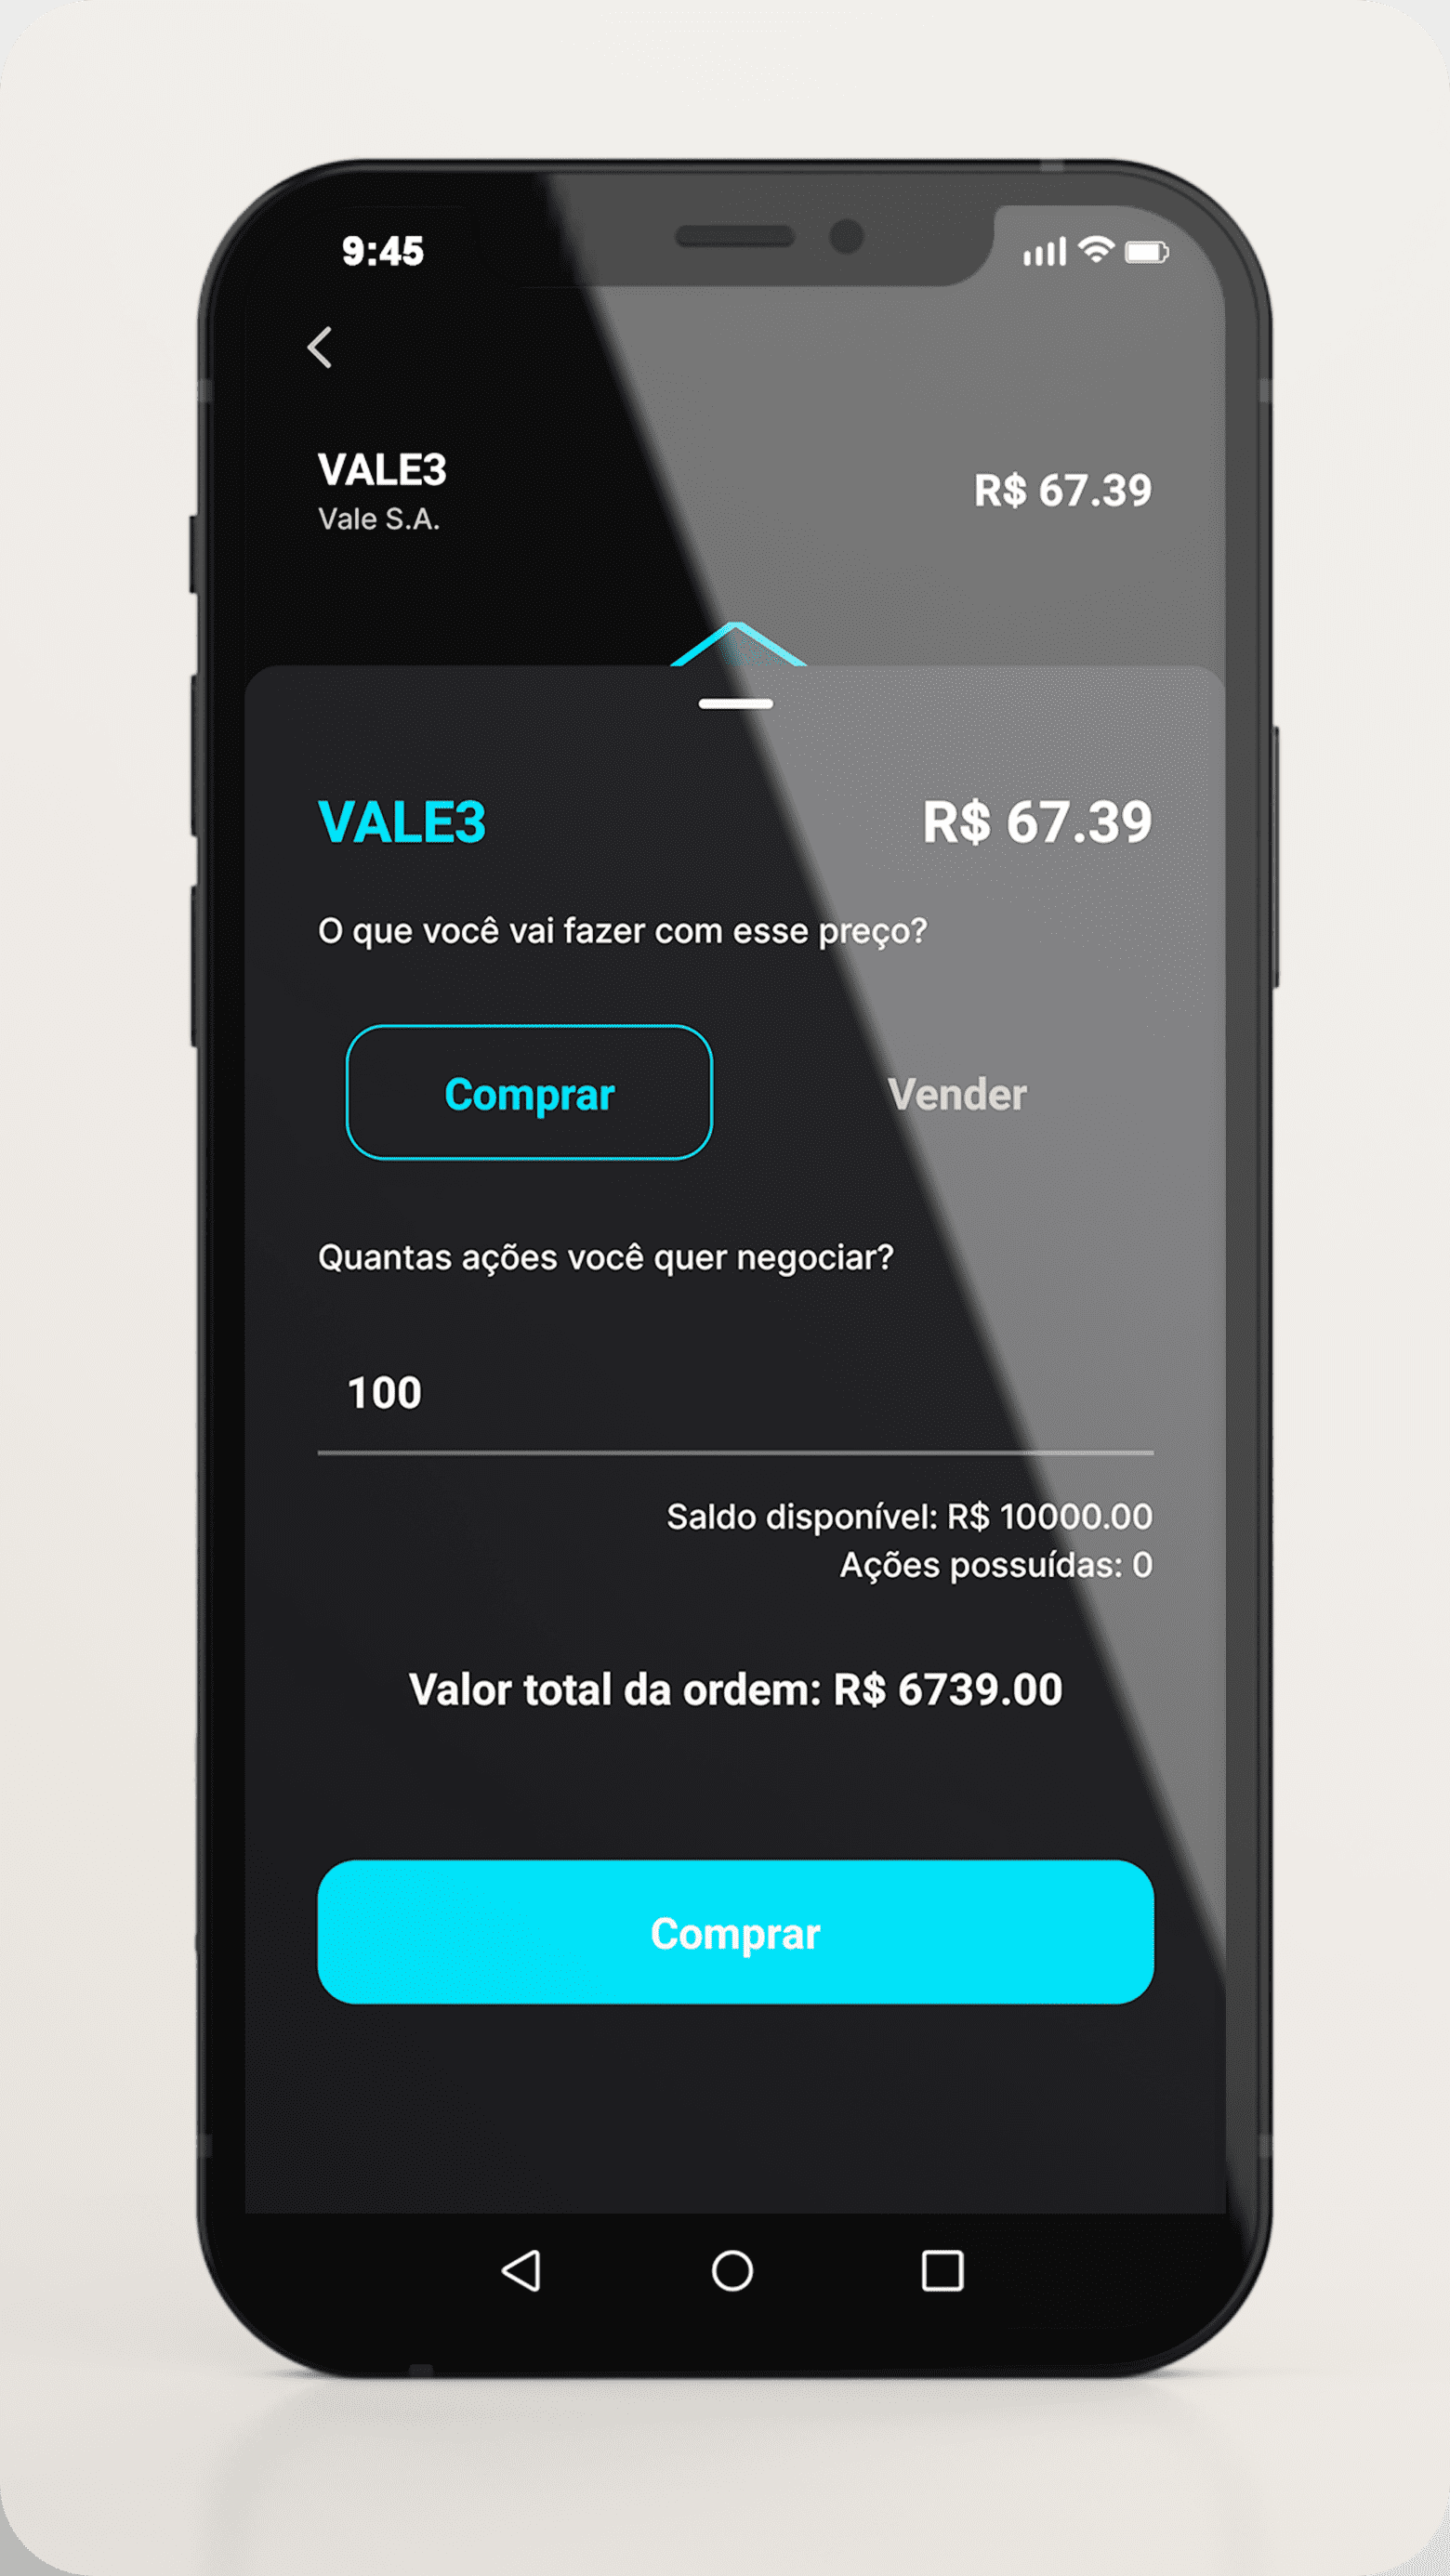 9:45
VALE3
Vale S.A.
R$ 67.39
VALE3
R$ 67.39
O que você vai fazer com esse preço?
Comprar
Vender
Quantas ações você quer negociar?
100
Saldo disponível: R$ 10000.00
Ações possuídas: 0
Valor total da ordem: R$ 6739.00
Comprar